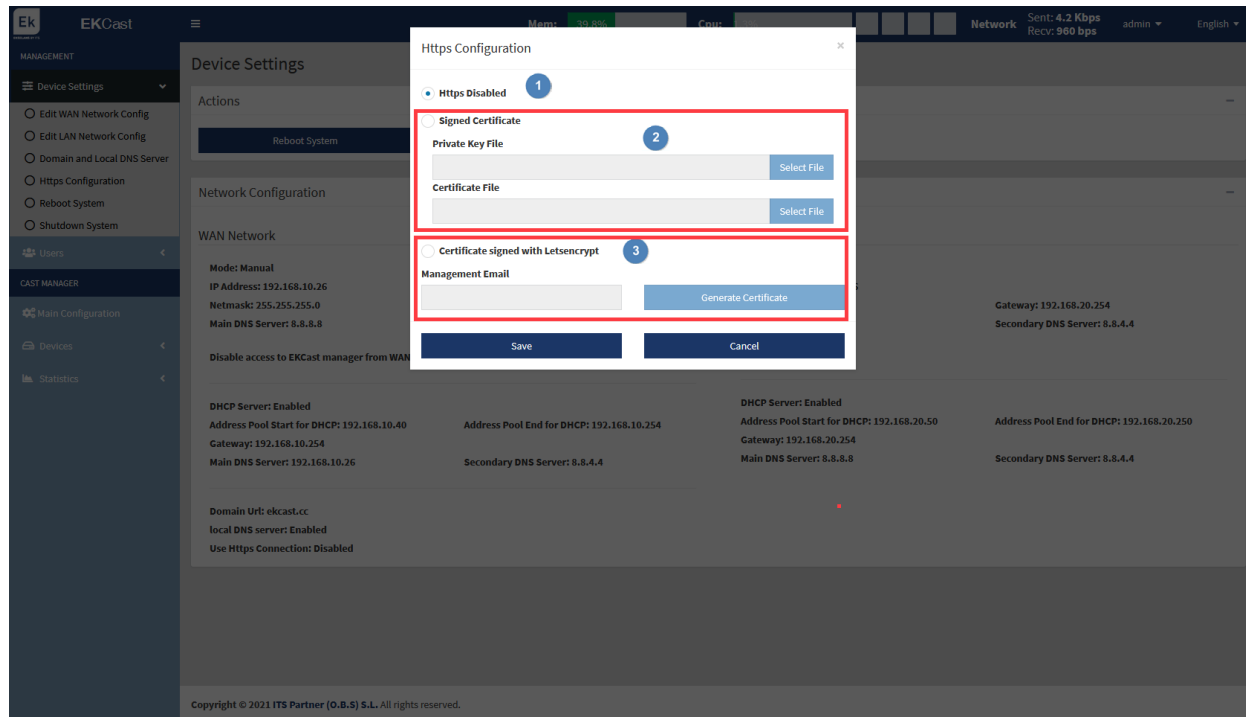 Ek
EKCast
Mem: 39.8%
Cpu:
Network
Sent: 4.2 Kbps
Recv: 960 bps
admin
English
MANAGEMENT
Device Settings
Edit WAN Network Config
Edit LAN Network Config
Domain and Local DNS Server
Https Configuration
Reboot System
Shutdown System
Users
CAST MANAGER
Main Configuration
Devices
Statistics
Device Settings
Actions
Reboot System
Network Configuration
WAN Network
Mode: Manual
IP Address: 192.168.10.26
Netmask: 255.255.255.0
Main DNS Server: 8.8.8.8
Disable access to EKCast manager from WAN
Gateway: 192.168.20.254
Secondary DNS Server: 8.8.4.4
DHCP Server: Enabled
Address Pool Start for DHCP: 192.168.10.40
Address Pool End for DHCP: 192.168.10.254
Gateway: 192.168.10.254
Main DNS Server: 192.168.10.26
Secondary DNS Server: 8.8.4.4
DHCP Server: Enabled
Address Pool Start for DHCP: 192.168.20.50
Address Pool End for DHCP: 192.168.20.250
Gateway: 192.168.20.254
Main DNS Server: 8.8.8.8
Secondary DNS Server: 8.8.4.4
Domain Url: ekcast.cc
local DNS server: Enabled
Use Https Connection: Disabled
Https Configuration
×
Https Disabled
1
Signed Certificate
2
Private Key File
Select File
Certificate File
Select File
Certificate signed with Letsencrypt
3
Management Email
Generate Certificate
Save
Cancel
Copyright © 2021 ITS Partner (O.B.S) S.L. All rights reserved.